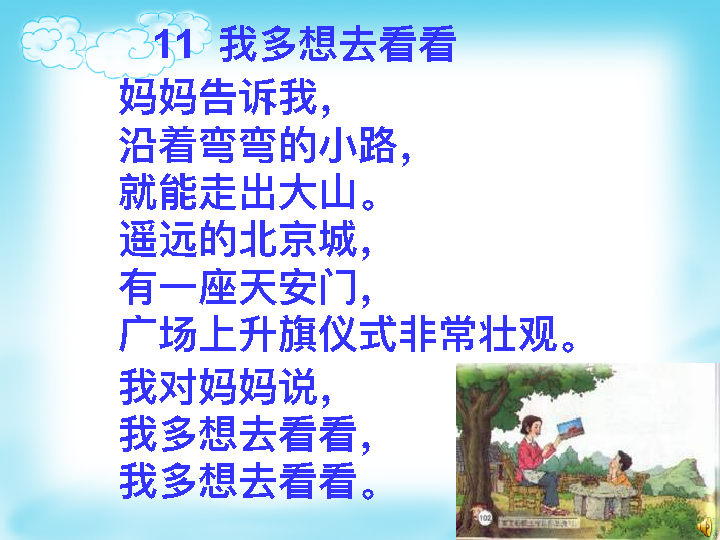 11 我多想去看看
妈妈告诉我，
沿着弯弯的小路，
就能走出大山。
遥远的北京城，
有一座天安门，
广场上升旗仪式非常壮观。
我对妈妈说，
我多想去看看，
我多想去看看。
102